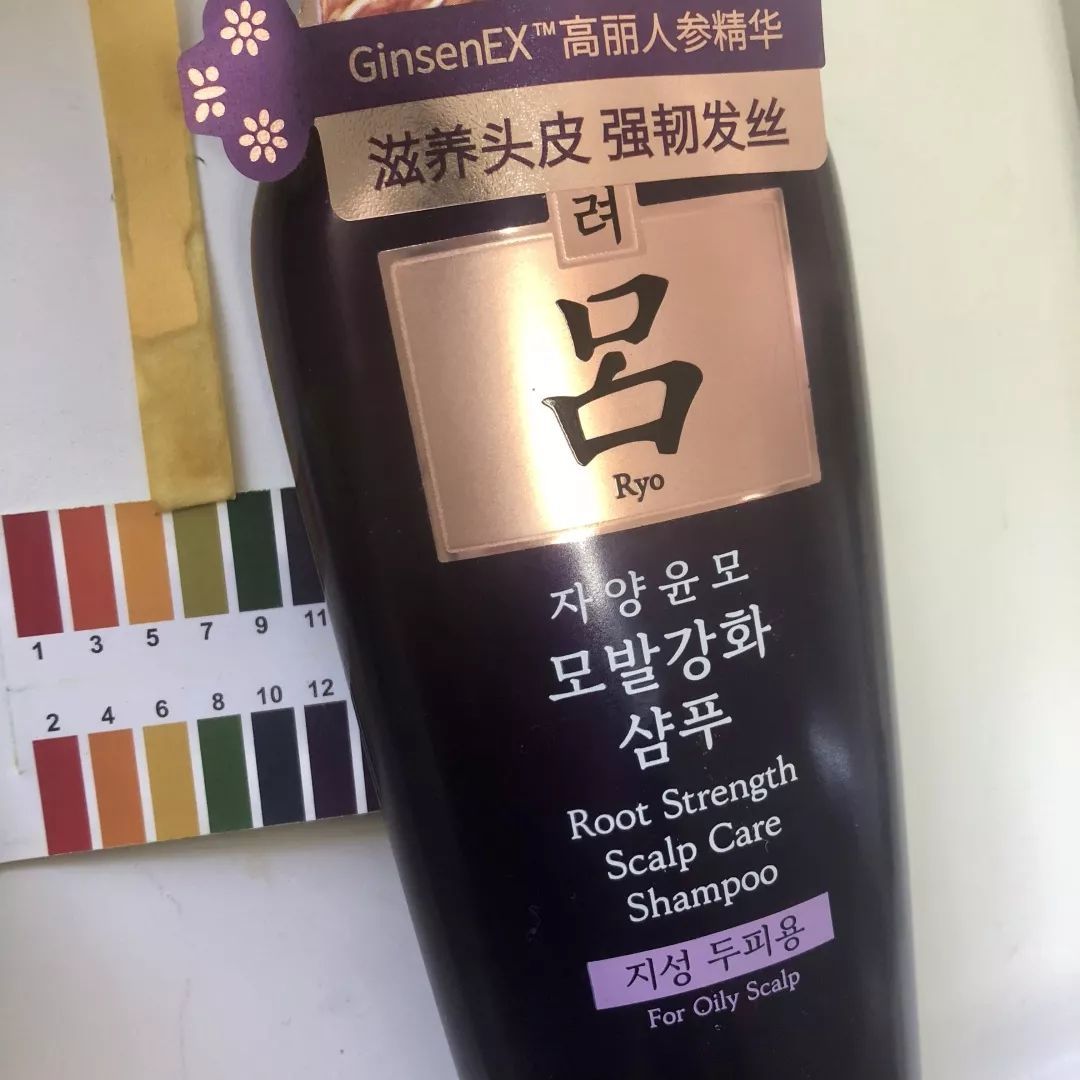 GinsenEX™高丽人参精华
滋养头皮 强韧发丝
려
呂
Ryo
자양윤모
모발강화
샴푸
Root Strength
Scalp Care
Shampoo
지성 두피용
For Oily Scalp
1 3 5 7 9 11
2 4 6 8 10 12